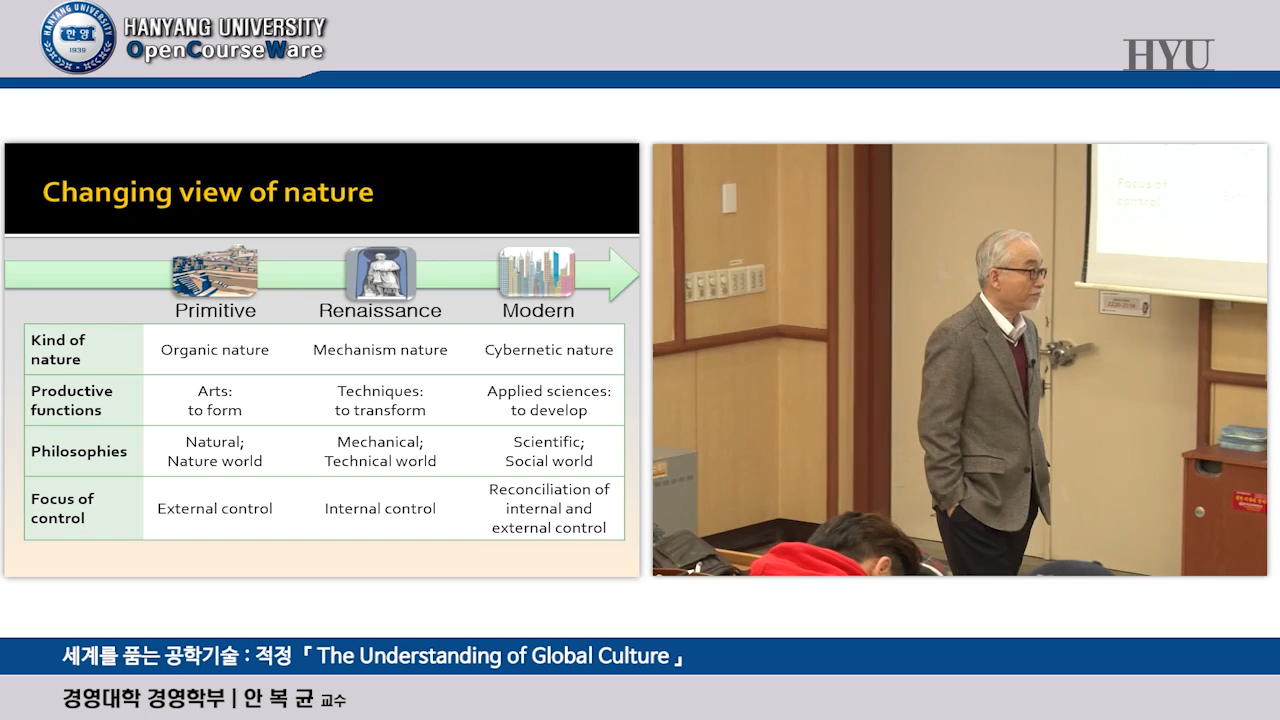 HANYANG UNIVERSITY
한양
1939
HANYANG UNIVERSITY
OpenCourseWare
HYU
Changing view of nature
Primitive Renaissance Modern
Kind of nature
Organic nature
Mechanism nature
Cybernetic nature
Productive functions
Arts:
to form
Techniques:
to transform
Applied sciences:
to develop
Philosophies
Natural;
Nature world
Mechanical;
Technical world
Scientific;
Social world
Focus of control
External control
Internal control
Reconciliation of
internal and
external control
Focus of
control
세계를 품는 공학기술 : 적정 「 The Understanding of Global Culture 」
경영대학 경영학부 | 안 복 균 교수